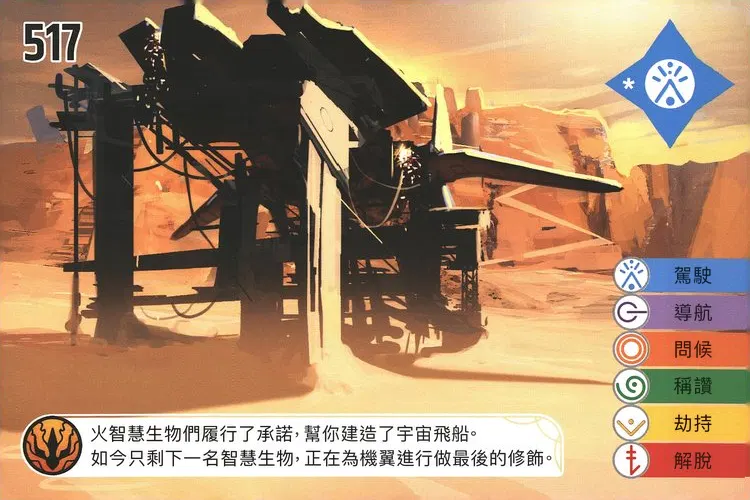 517
*
駕駛
導航
問候
稱讚
劫持
解脫
火智慧生物們履行了承諾，幫你建造了宇宙飛船。
如今只剩下一名智慧生物，正在為機翼進行做最後的修飾。